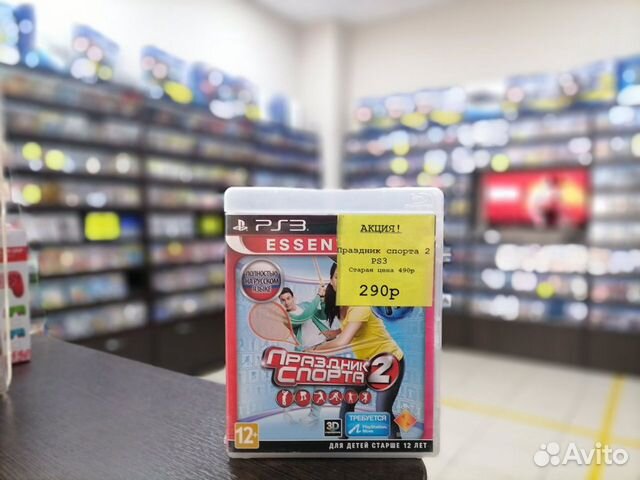 PS3
ESSEN
АКЦИЯ!
Праздник спорта 2
PS3
Старая цена 490р
290р
ПОЛНОСТЬЮ
НА РУССКОМ
ЯЗЫКЕ
ПРАЗДНИК
СПОРТА 2
12+
3D
ТРЕБУЕТСЯ
PlayStation
Move
ДЛЯ ДЕТЕЙ СТАРШЕ 12 ЛЕТ
Avito